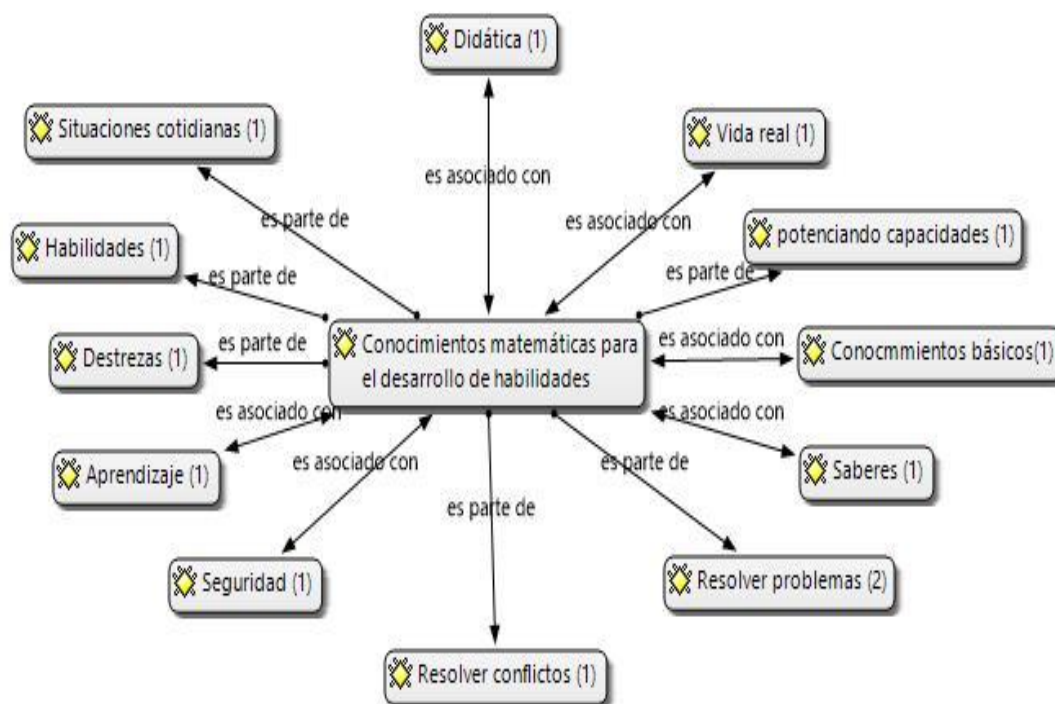 Didática (1)
Situaciones cotidianas (1)
Vida real (1)
es asociado con
es parte de
es asociado con
Habilidades (1)
potenciando capacidades (1)
es parte de
es parte de
Destrezas (1)
es parte de
Conocimientos matemáticas para
el desarrollo de habilidades
es asociado con
Conocmmientos básicos(1)
es asociado con
es asociado con
Aprendizaje (1)
es asociado con
es parte de
Saberes (1)
es parte de
Seguridad (1)
Resolver problemas (2)
Resolver conflictos (1)